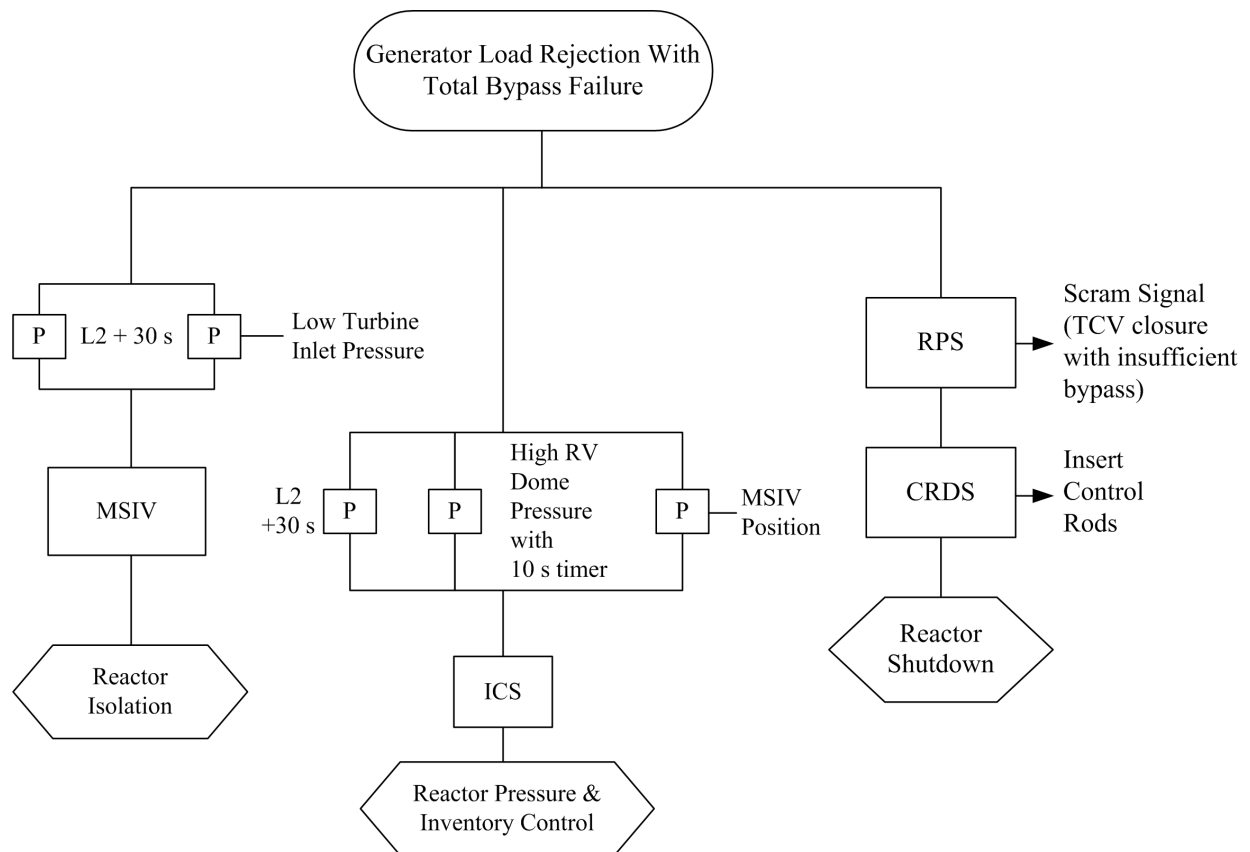 Generator Load Rejection With
Total Bypass Failure
P
L2 + 30 s
P
Low Turbine
Inlet Pressure
MSIV
Reactor
Isolation
L2
+30 s
P
P
High RV
Dome
Pressure
with
10 s timer
P
MSIV
Position
ICS
Reactor Pressure &
Inventory Control
RPS
Scram Signal
(TCV closure
with insufficient
bypass)
CRDS
Insert
Control
Rods
Reactor
Shutdown